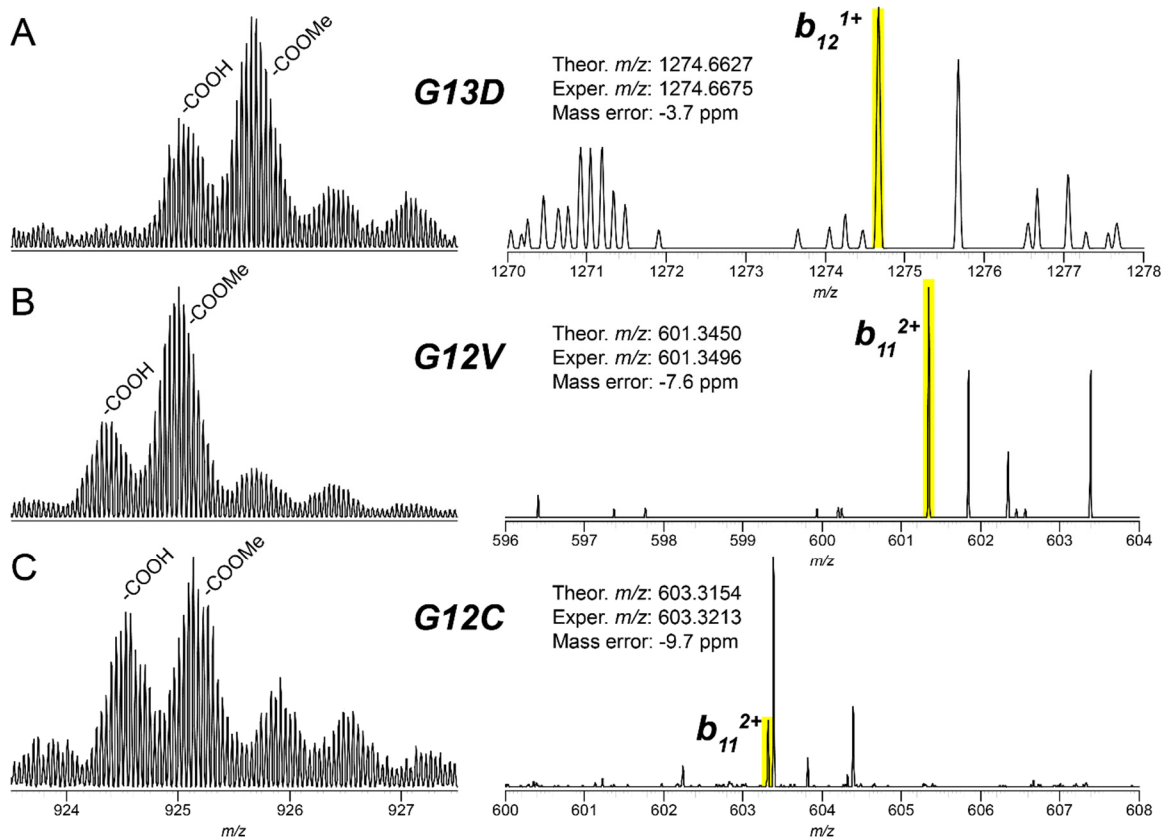 A
-COOH
-COOMe
G13D
Theor. m/z: 1274.6627
Exper. m/z: 1274.6675
Mass error: -3.7 ppm
b12 1+
1270 1271 1272 1273 1274 1275 1276 1277 1278
m/z
B
-COOH
-COOMe
G12V
Theor. m/z: 601.3450
Exper. m/z: 601.3496
Mass error: -7.6 ppm
b11 2+
596 597 598 599 600 601 602 603 604
m/z
C
-COOH
-COOMe
G12C
Theor. m/z: 603.3154
Exper. m/z: 603.3213
Mass error: -9.7 ppm
b11 2+
924 925 926 927
m/z
600 601 602 603 604 605 606 607 608
m/z